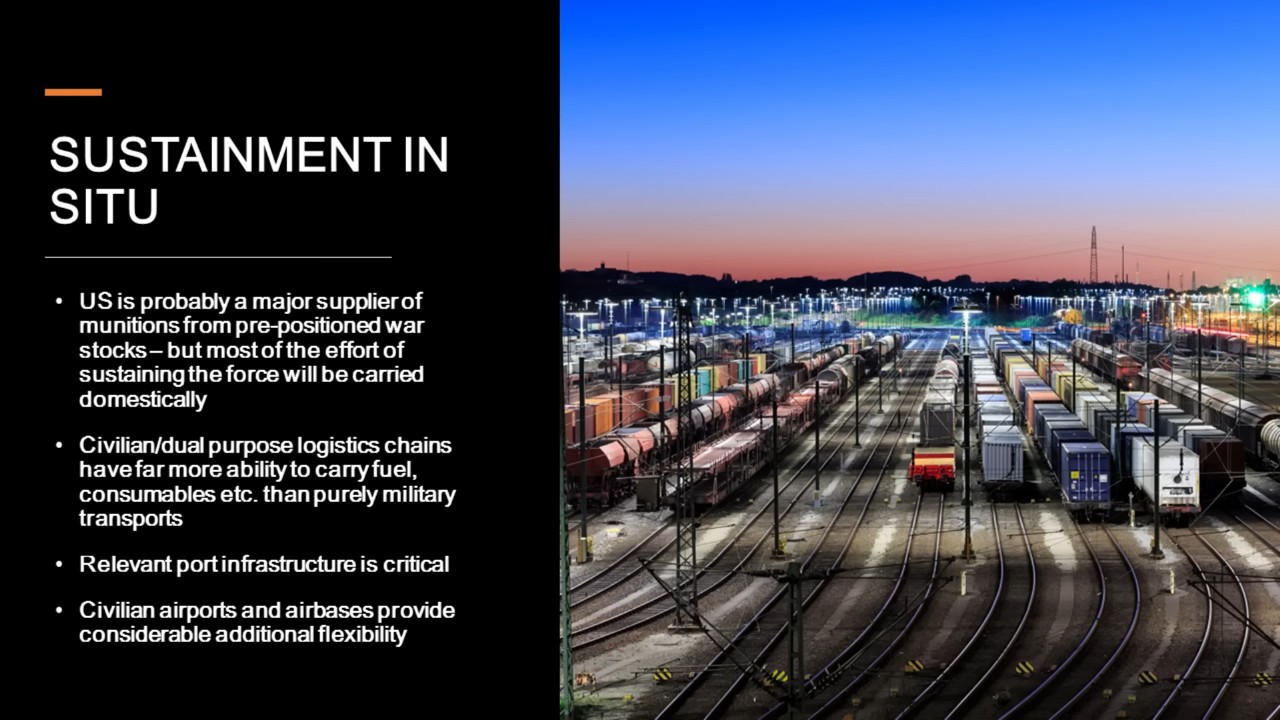 SUSTAINMENT IN
SITU
• US is probably a major supplier of
munitions from pre-positioned war
stocks – but most of the effort of
sustaining the force will be carried
domestically
• Civilian/dual purpose logistics chains
have far more ability to carry fuel,
consumables etc. than purely military
transports
• Relevant port infrastructure is critical
• Civilian airports and airbases provide
considerable additional flexibility